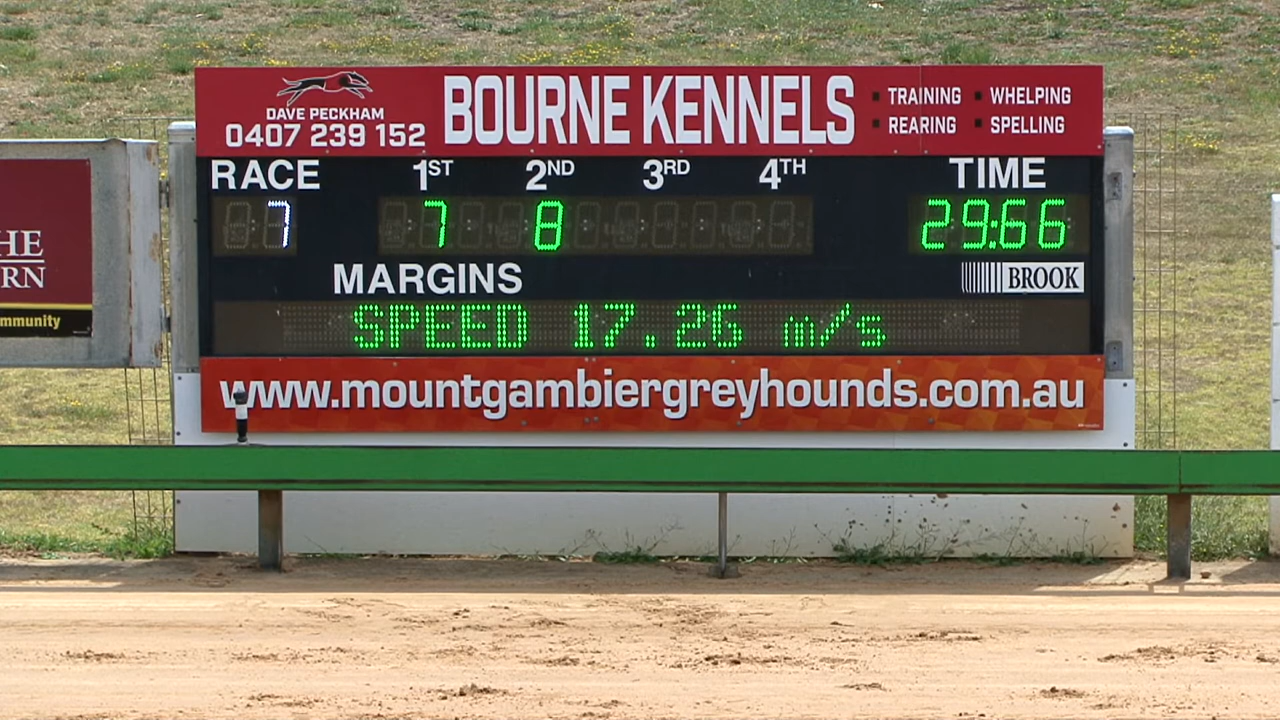 DAVE PECKHAM
0407 239 152
BOURNE KENNELS
TRAINING
WHELPING
REARING
SPELLING
RACE 1ST 2ND 3RD 4TH TIME
7 7 8 29:66
MARGINS
BROOK
SPEED 17.26 m/s
www.mountgambiergreyhounds.com.au
HE
RN
mmunity